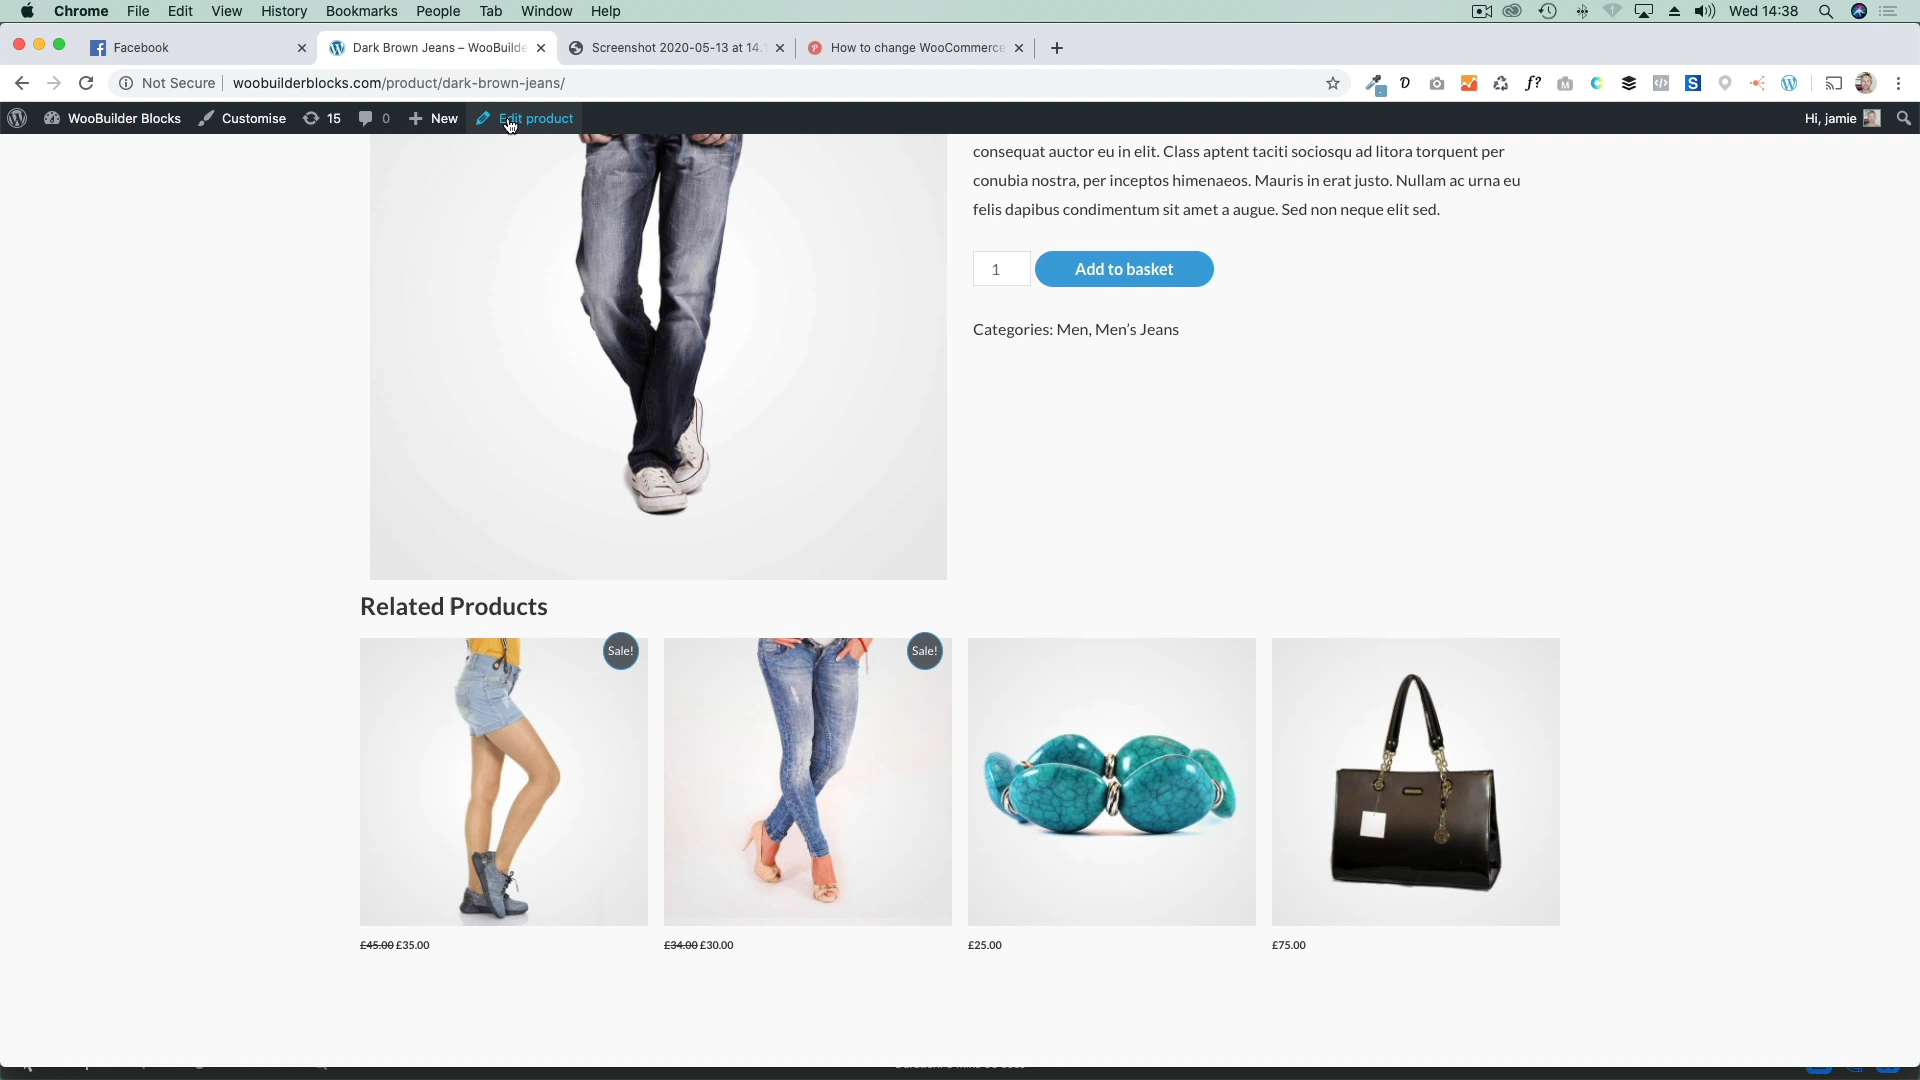 Chrome File Edit View History Bookmarks People Tab Window Help
Wed 14:38
Facebook
Dark Brown Jeans – WooBuilde
Screenshot 2020-05-13 at 14.
How to change WooCommerce
Not Secure
woobuilderblocks.com/product/dark-brown-jeans/
WooBuilder Blocks
Customise
15
0
New
Edit product
Hi, jamie
consequat auctor eu in elit. Class aptent taciti sociosqu ad litora torquent per
conubia nostra, per inceptos himenaeos. Mauris in erat justo. Nullam ac urna eu
felis dapibus condimentum sit amet a augue. Sed non neque elit sed.
1
Add to basket
Categories: Men, Men's Jeans
Related Products
Sale!
Sale!
£45.00 £35.00
£34.00 £30.00
£25.00
£75.00